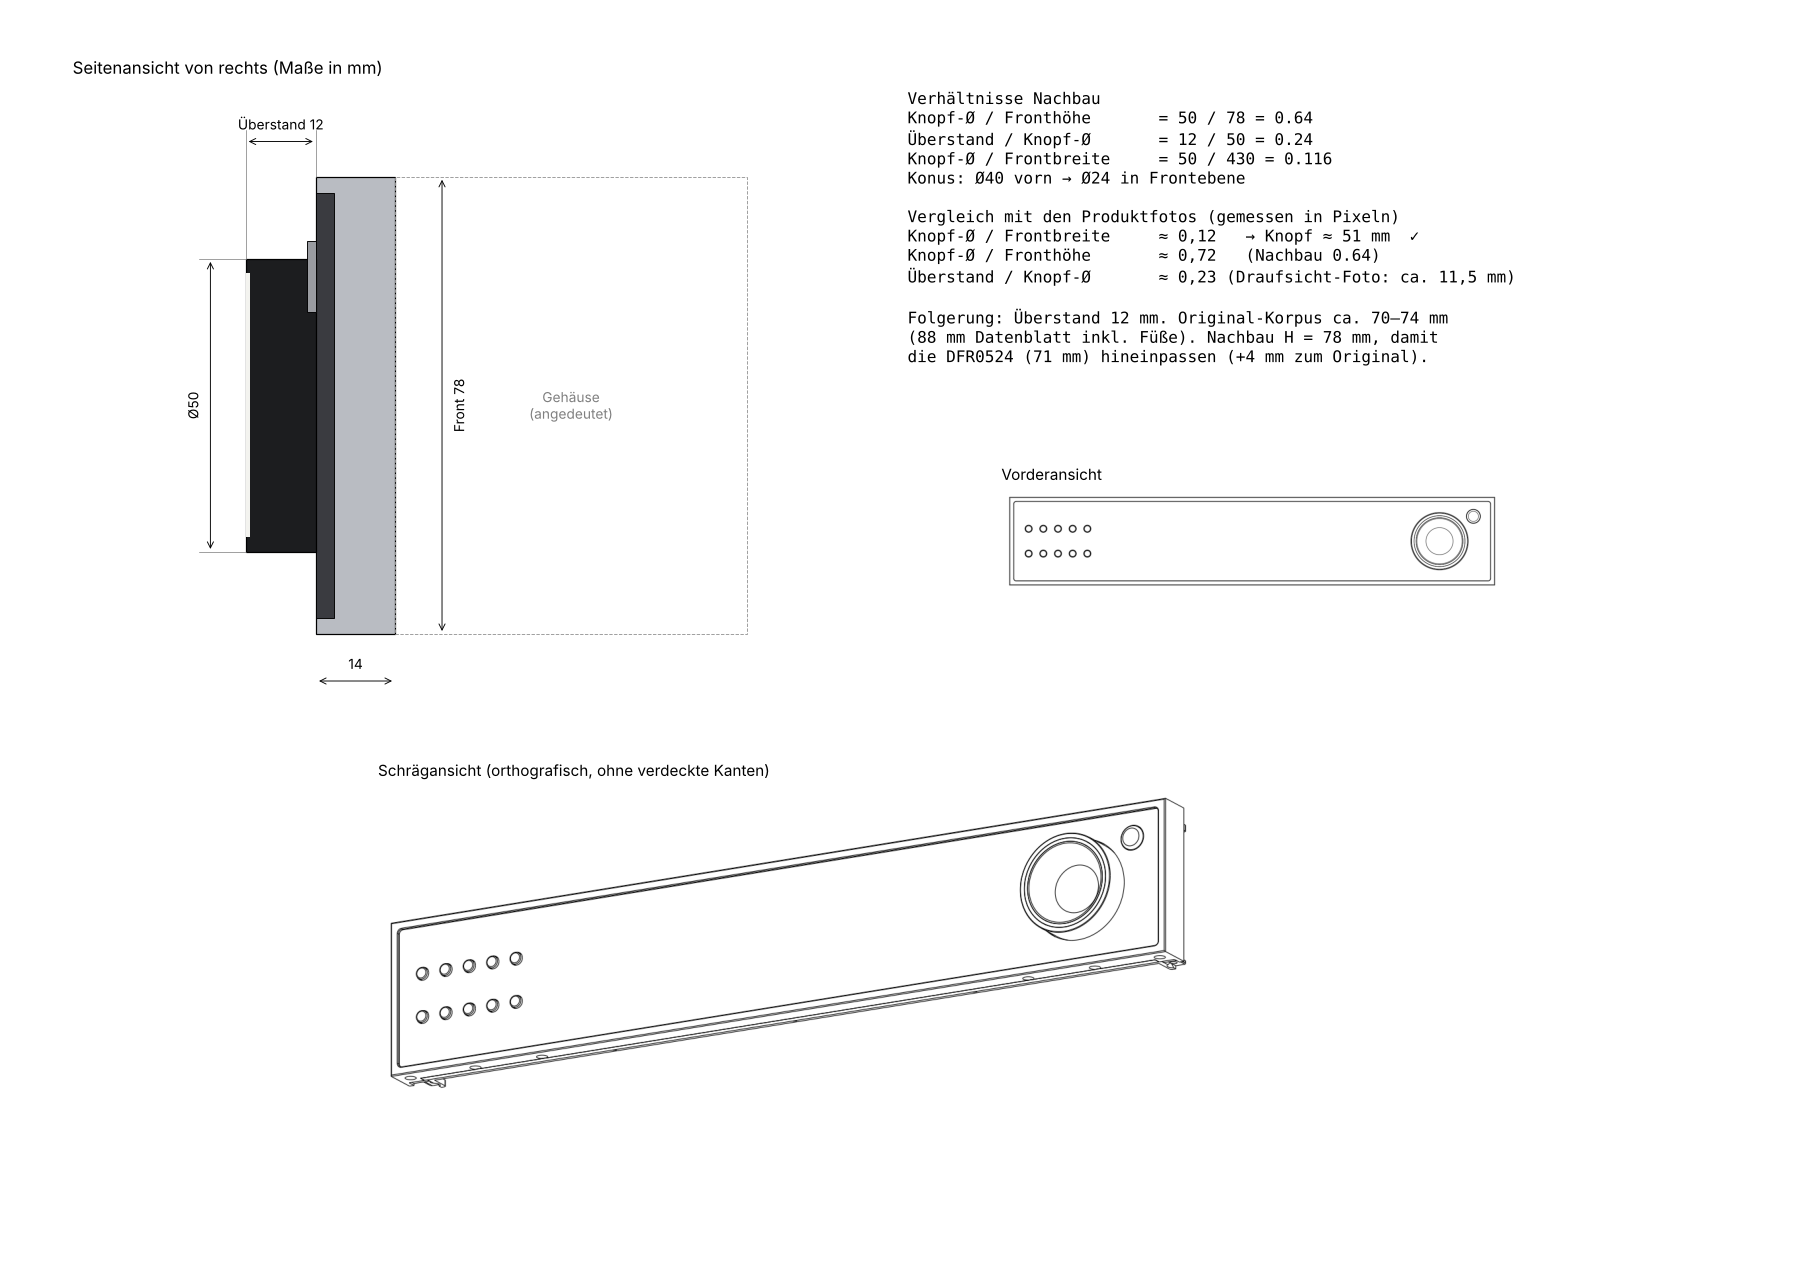 Seitenansicht von rechts (Maße in mm)
Überstand 12
Ø50
Front 78
Gehäuse
(angedeutet)
14
Verhältnisse Nachbau
Knopf-Ø / Fronthöhe = 50 / 78 = 0.64
Überstand / Knopf-Ø = 12 / 50 = 0.24
Knopf-Ø / Frontbreite = 50 / 430 = 0.116
Konus: Ø40 vorn → Ø24 in Frontebene
Vergleich mit den Produktfotos (gemessen in Pixeln)
Knopf-Ø / Frontbreite ≈ 0,12 → Knopf ≈ 51 mm ✓
Knopf-Ø / Fronthöhe ≈ 0,72 (Nachbau 0.64)
Überstand / Knopf-Ø ≈ 0,23 (Draufsicht-Foto: ca. 11,5 mm)
Folgerung: Überstand 12 mm. Original-Korpus ca. 70–74 mm
(88 mm Datenblatt inkl. Füße). Nachbau H = 78 mm, damit
die DFR0524 (71 mm) hineinpassen (+4 mm zum Original).
Vorderansicht
Schrägansicht (orthografisch, ohne verdeckte Kanten)